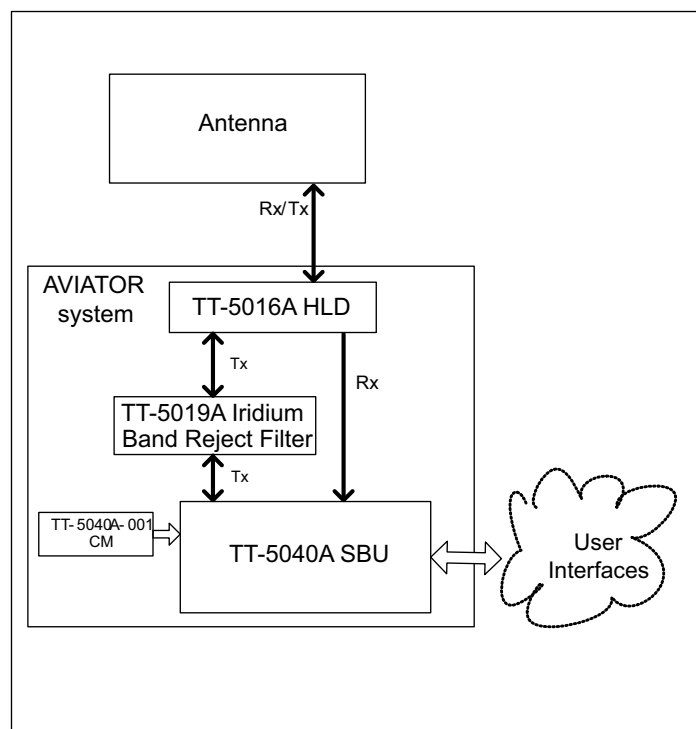 Antenna
Rx/Tx
AVIATOR
system
TT-5016A HLD
Tx
Rx
TT-5019A Iridium
Band Reject Filter
Tx
TT-5040A-001
CM
TT-5040A SBU
User
Interfaces